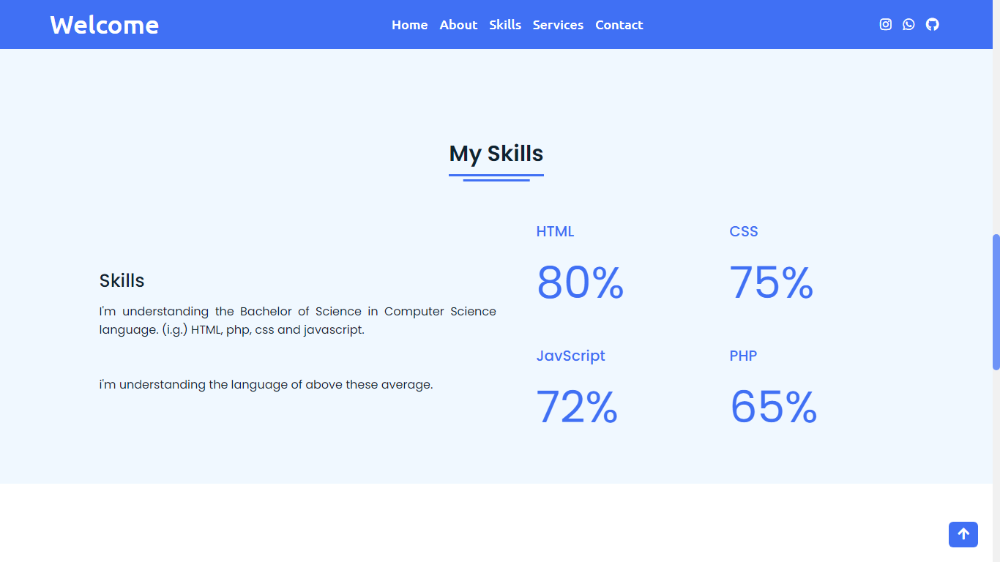 Welcome
Home About Skills Services Contact
My Skills
Skills
I'm understanding the Bachelor of Science in Computer Science
language. (i.g.) HTML, php, css and javascript.
i'm understanding the language of above these average.
HTML
80%
CSS
75%
JavScript
72%
PHP
65%